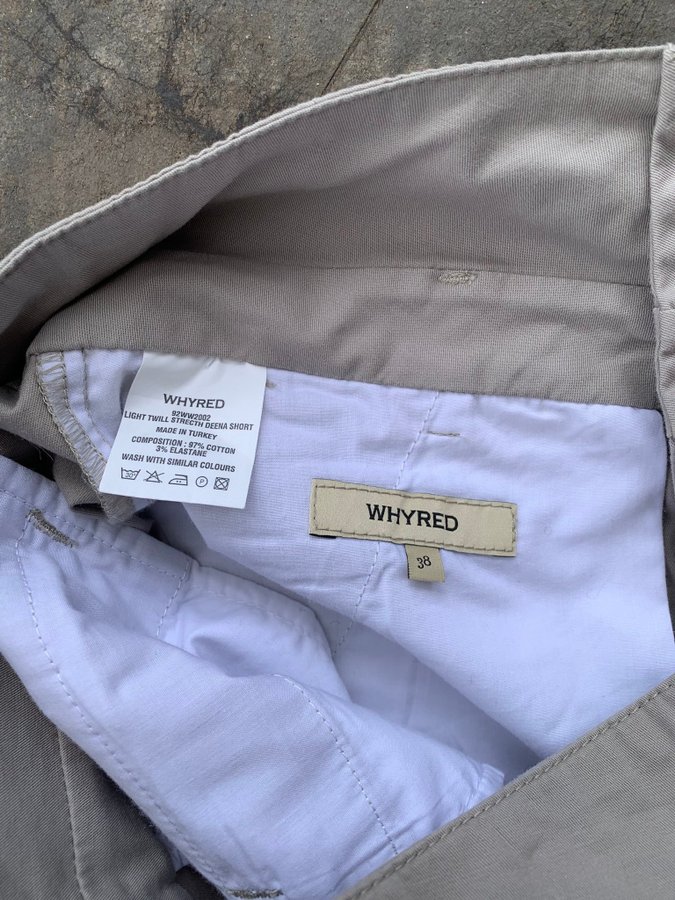 WHYRED
92WW2002
LIGHT TWILL STRECTH DEENA SHORT
MADE IN TURKEY
COMPOSITION : 97% COTTON
3% ELASTANE
WASH WITH SIMILAR COLOURS
30°
P
WHYRED
38